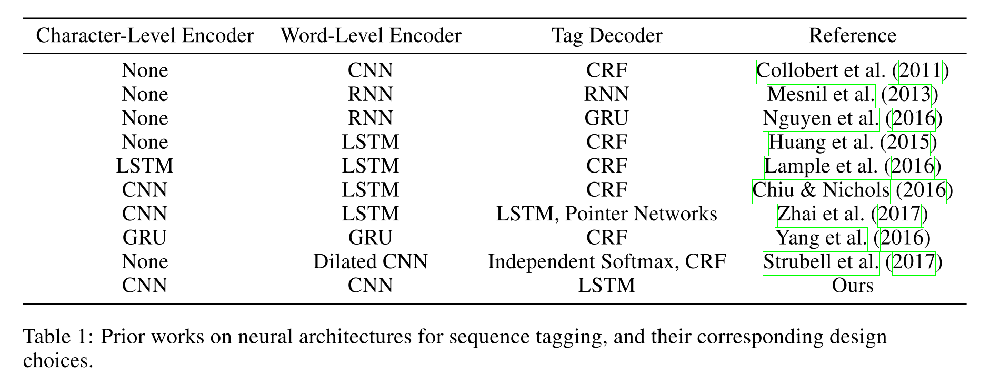 Character-Level Encoder Word-Level Encoder Tag Decoder Reference
None CNN CRF Collobert et al. (2011)
None RNN RNN Mesnil et al. (2013)
None RNN GRU Nguyen et al. (2016)
None LSTM CRF Huang et al. (2015)
LSTM LSTM CRF Lample et al. (2016)
CNN LSTM CRF Chiu & Nichols (2016)
CNN LSTM LSTM, Pointer Networks Zhai et al. (2017)
GRU GRU CRF Yang et al. (2016)
None Dilated CNN Independent Softmax, CRF Strubell et al. (2017)
CNN CNN LSTM Ours
Table 1: Prior works on neural architectures for sequence tagging, and their corresponding design
choices.